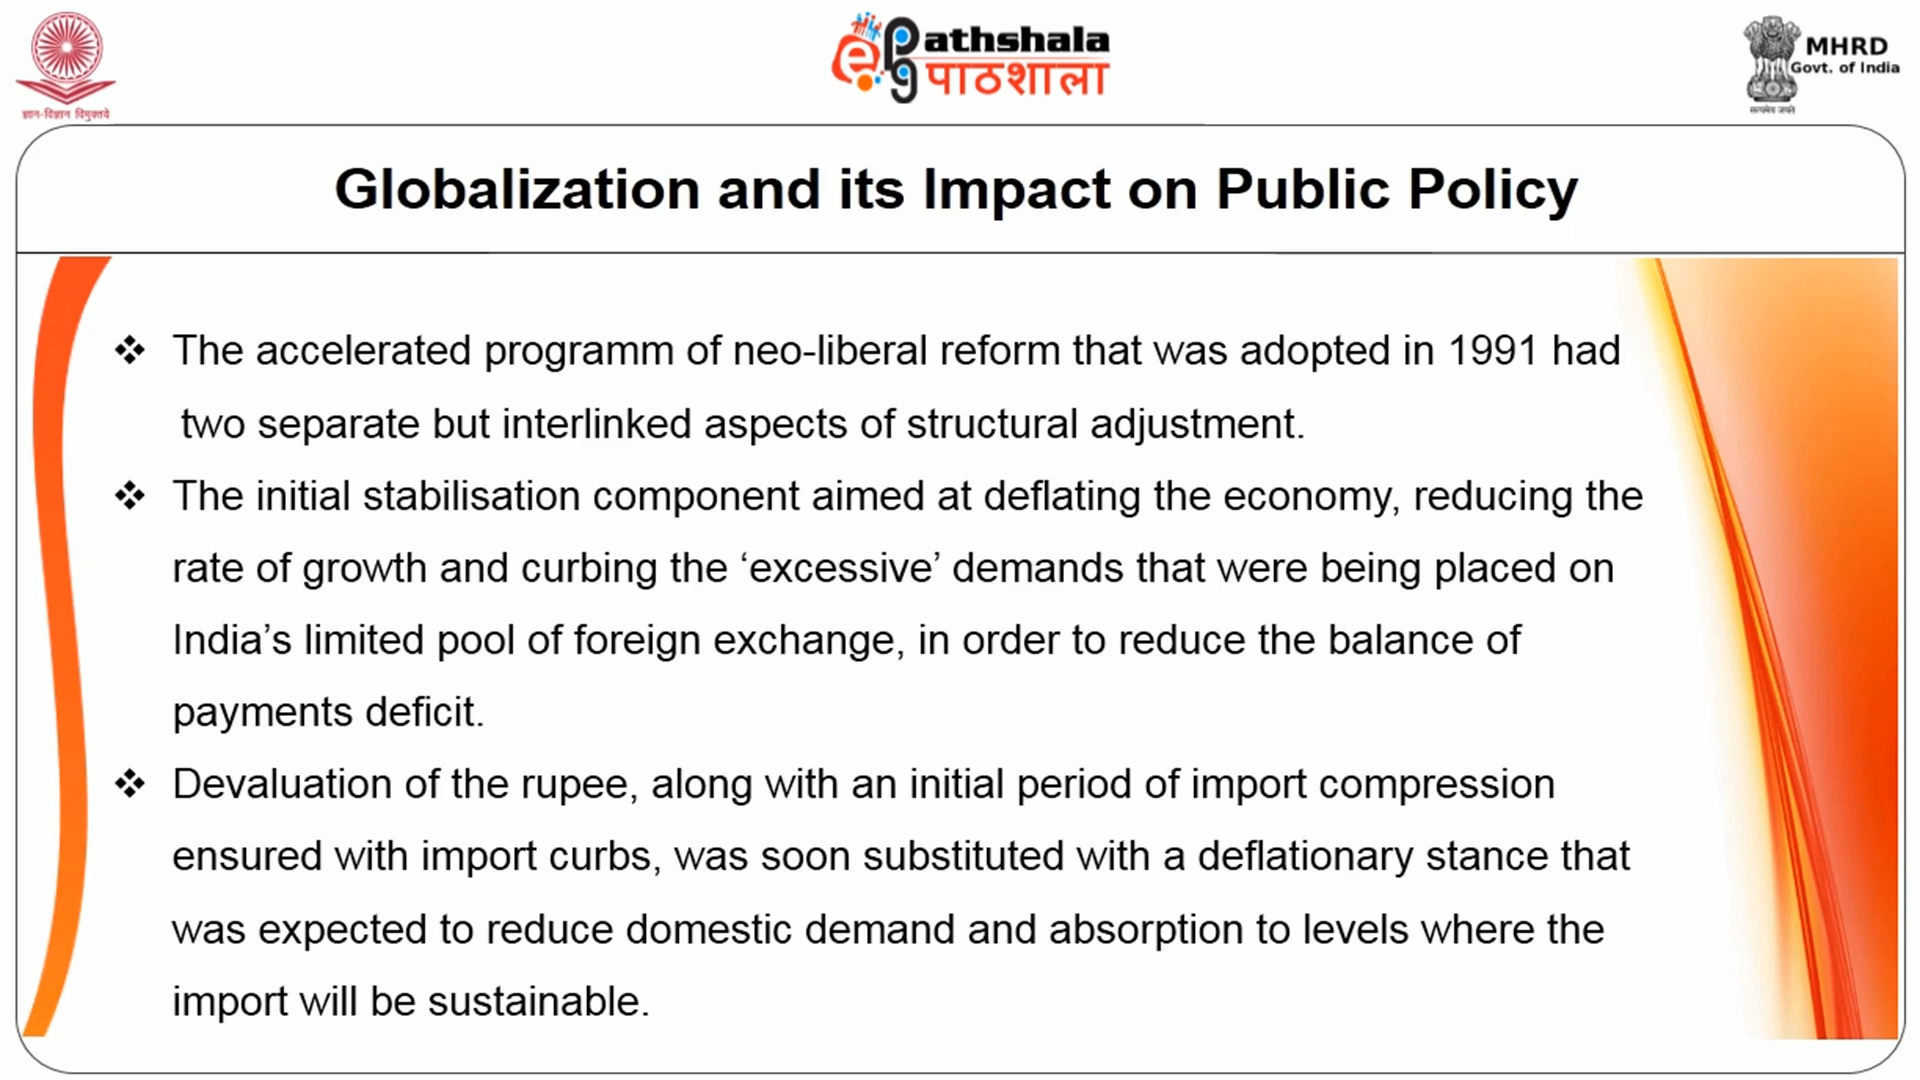 ज्ञान-विज्ञान विमुक्तये
ePG Pathshala
पाठशाला
MHRD
Govt. of India
सत्यमेव जयते
Globalization and its Impact on Public Policy
❖ The accelerated programm of neo-liberal reform that was adopted in 1991 had
two separate but interlinked aspects of structural adjustment.
❖ The initial stabilisation component aimed at deflating the economy, reducing the
rate of growth and curbing the ‘excessive’ demands that were being placed on
India’s limited pool of foreign exchange, in order to reduce the balance of
payments deficit.
❖ Devaluation of the rupee, along with an initial period of import compression
ensured with import curbs, was soon substituted with a deflationary stance that
was expected to reduce domestic demand and absorption to levels where the
import will be sustainable.